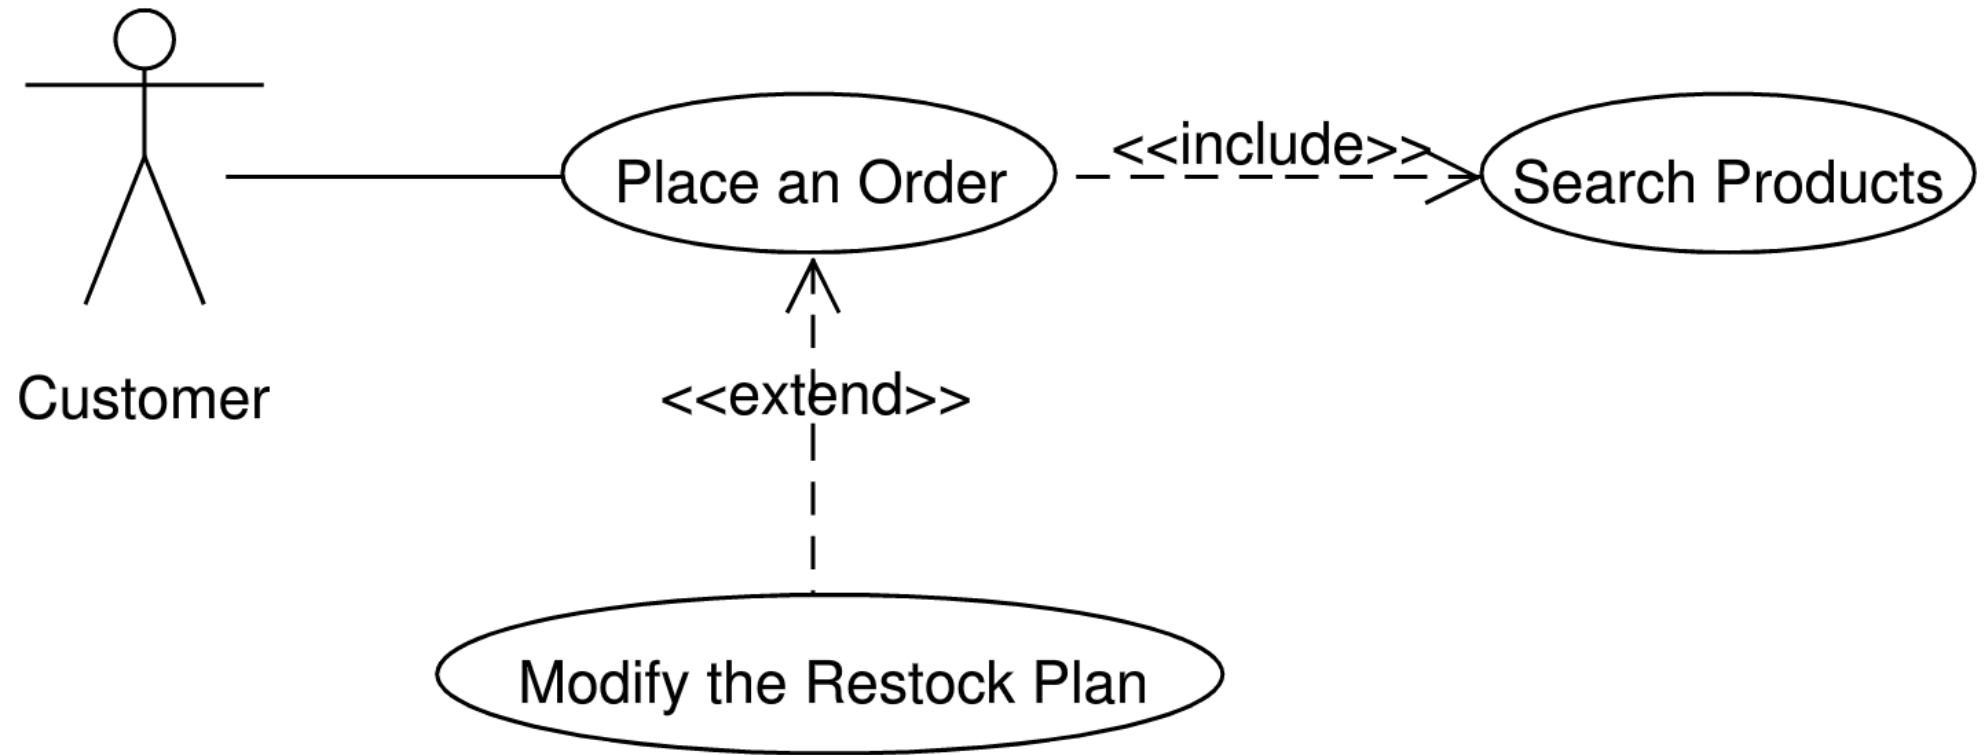 <<include>>
Place an Order
Search Products
Customer
<<extend>>
Modify the Restock Plan